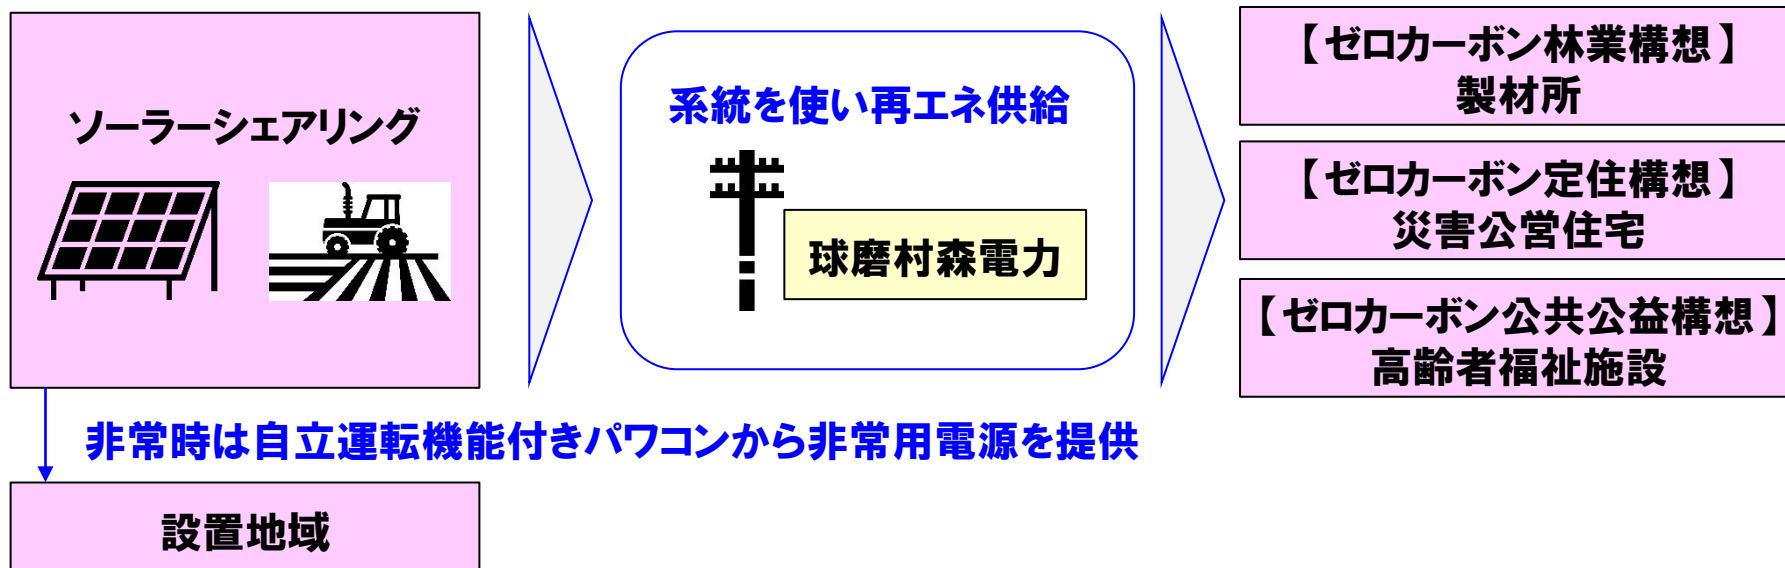 ソーラーシェアリング
系統を使い再エネ供給
球磨村森電力
【ゼロカーボン林業構想】
製材所
【ゼロカーボン定住構想】
災害公営住宅
【ゼロカーボン公共公益構想】
高齢者福祉施設
非常時は自立運転機能付きパワコンから非常用電源を提供
設置地域